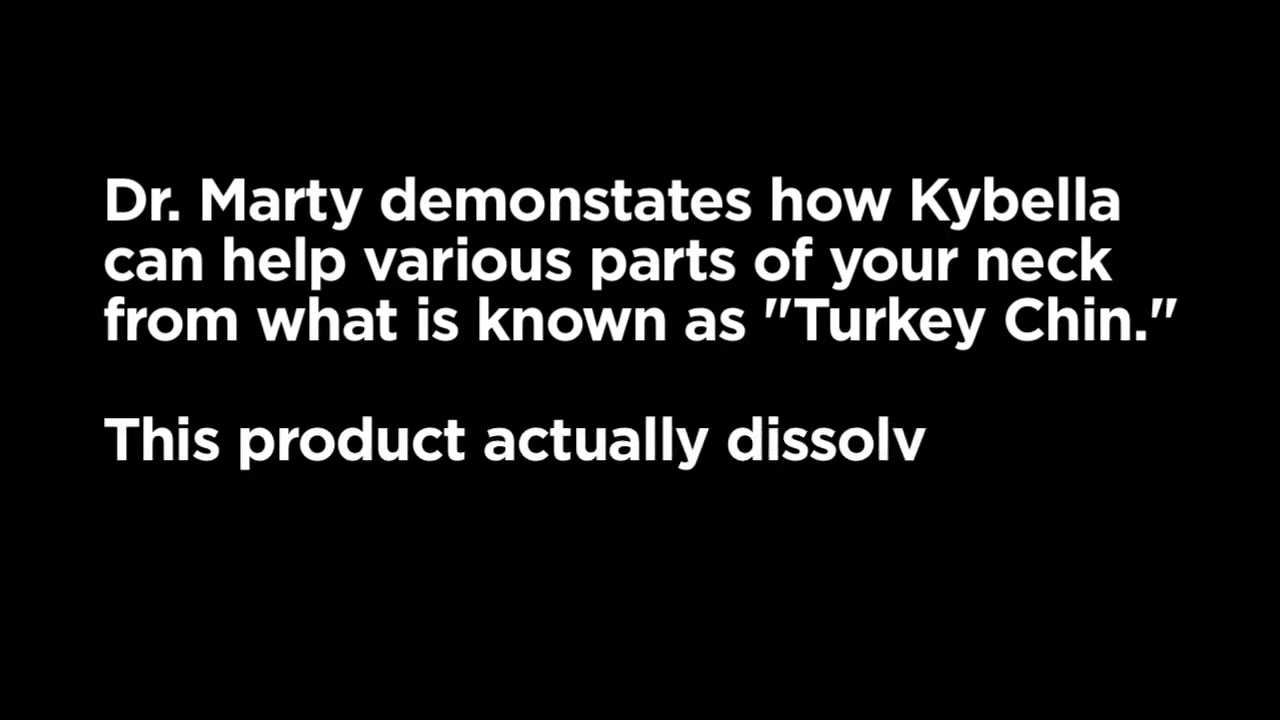 Dr. Marty demonstates how Kybella
can help various parts of your neck
from what is known as "Turkey Chin."
This product actually dissolv